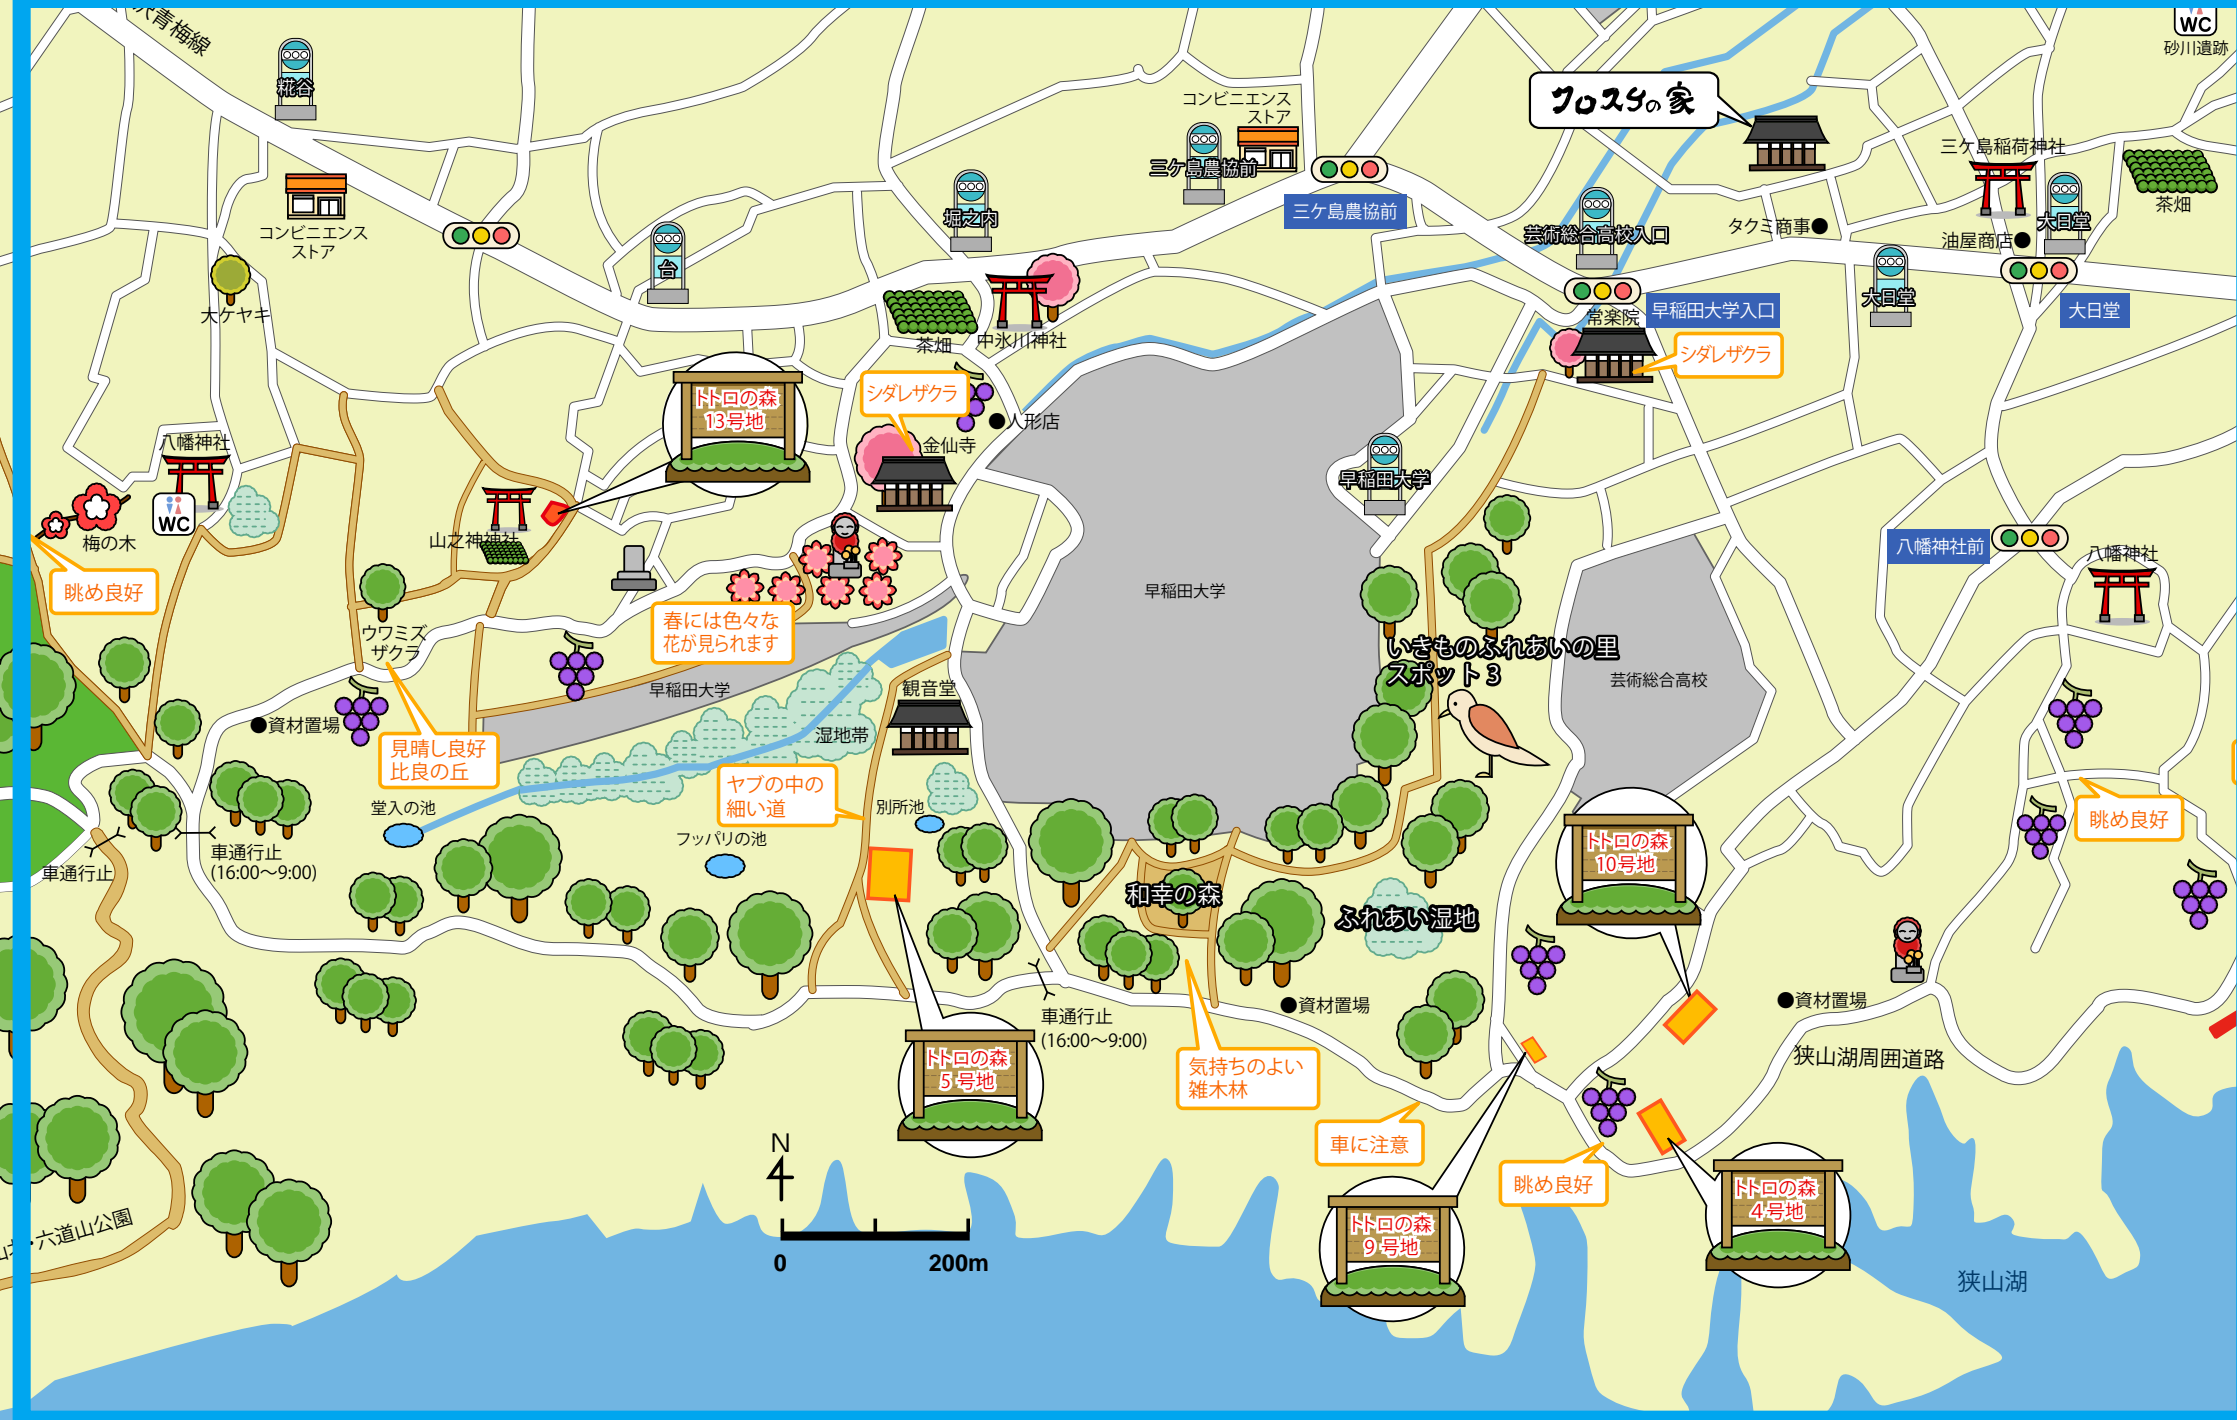 沢青梅線
糀谷
コンビニエンス
ストア
大ケヤキ
台
堀之内
茶畑
中氷川神社
コンビニエンス
ストア
三ケ島農協前
三ケ島農協前
クロスケの家
芸術総合高校入口
タクミ商事
三ケ島稲荷神社
油屋商店
大日堂
大日堂
大日堂
茶畑
WC
砂川遺跡
常楽院
早稲田大学入口
シダレザクラ
トトロの森
13号地
シダレザクラ
人形店
金仙寺
八幡神社
WC
梅の木
眺め良好
山之神神社
ウワミズ
ザクラ
春には色々な
花が見られます
早稲田大学
早稲田大学
早稲田大学
八幡神社前
八幡神社
いきものふれあいの里
スポット3
芸術総合高校
資材置場
見晴し良好
比良の丘
堂入の池
湿地帯
観音堂
ヤブの中の
細い道
別所池
フッパリの池
車通行止
車通行止
(16:00〜9:00)
眺め良好
トトロの森
10号地
和幸の森
ふれあい湿地
資材置場
資材置場
車通行止
(16:00〜9:00)
気持ちのよい
雑木林
狭山湖周囲道路
トトロの森
5号地
車に注意
眺め良好
トトロの森
9号地
トトロの森
4号地
六道山公園
N
0
200m
狭山湖